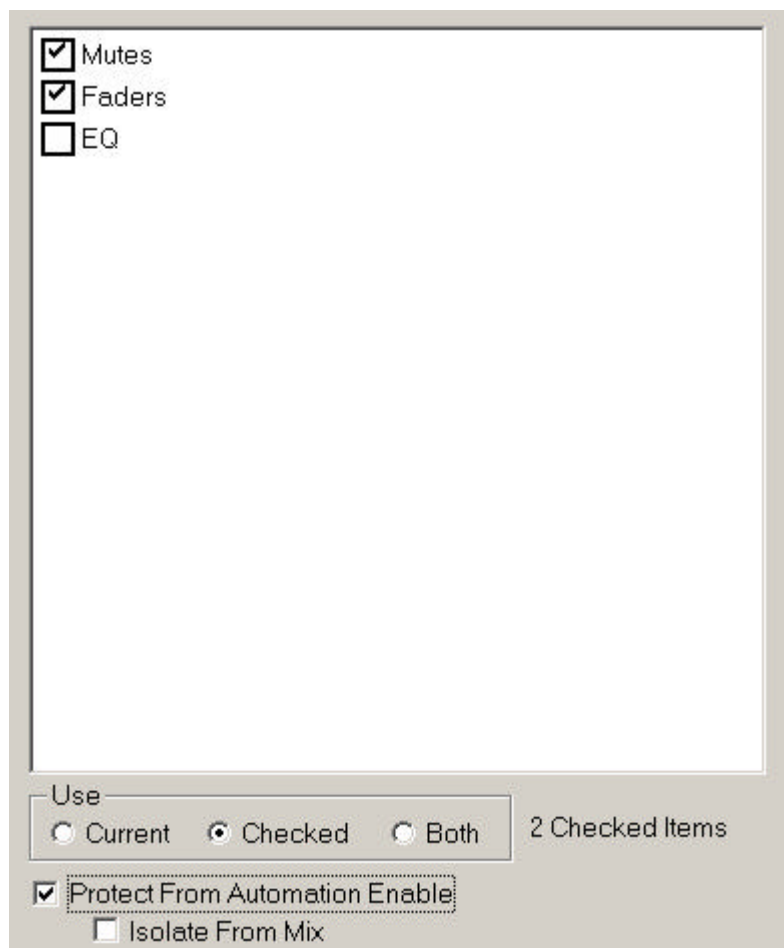 Mutes
Faders
EQ
Use
Current Checked Both 2 Checked Items
Protect From Automation Enable
Isolate From Mix